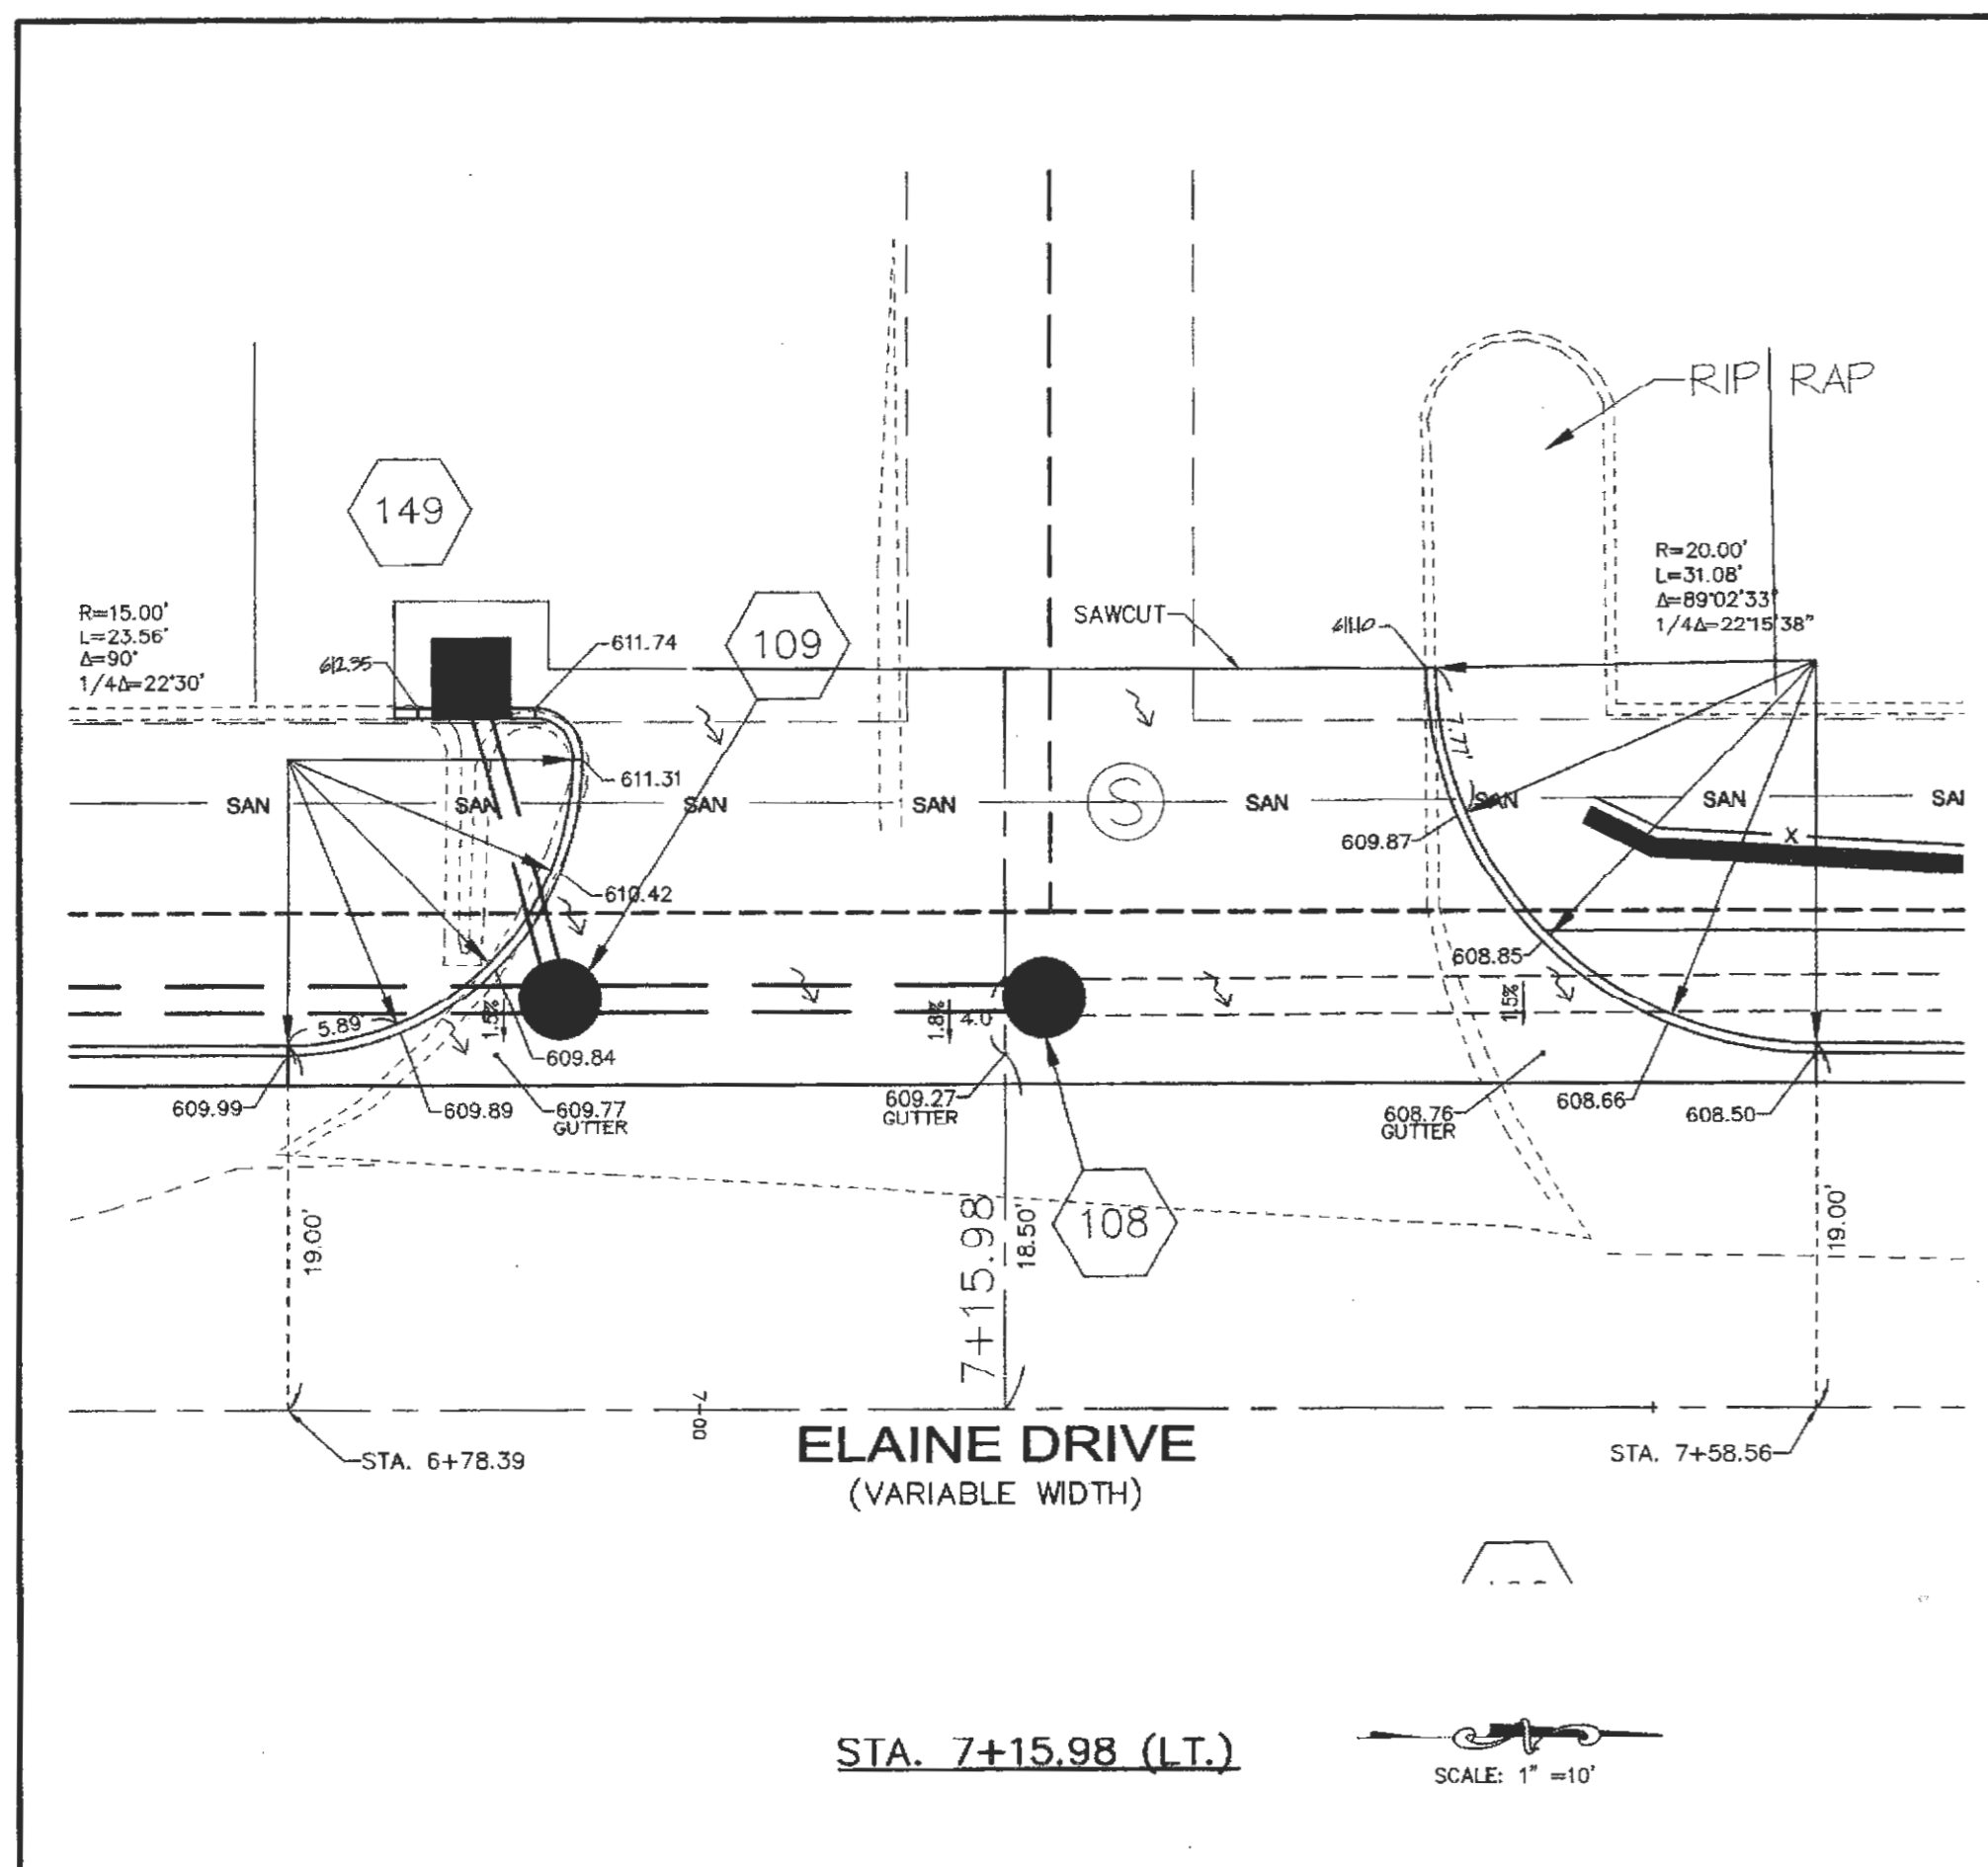 RIP RAP
149
R=20.00'
L=31.08'
Δ=89°02'33"
1/4Δ=22°15'38"
R=15.00'
L=23.56'
Δ=90°
1/4Δ=22°30'
109
SAWCUT
611.10
612.35
611.74
7.77'
611.31
SAN
SAN
SAN
SAN
S
SAN
SAN
SAN
SAN
609.87
X
610.42
608.85
5.89'
1.5%
1.8%
4.0'
1.5%
609.84
609.99
609.89
609.77
GUTTER
609.27
GUTTER
608.76
GUTTER
608.66
608.50
19.00'
7+15.98
18.50'
108
19.00'
7+00
ELAINE DRIVE
(VARIABLE WIDTH)
STA. 6+78.39
STA. 7+58.56
STA. 7+15.98 (LT.)
SCALE: 1" =10'